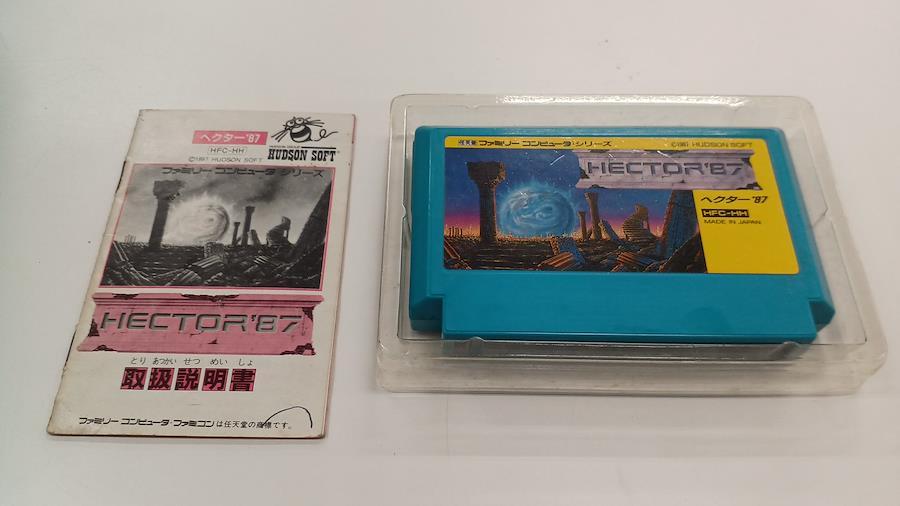 ヘクター'87
HFC-HH
©1987 HUDSON SOFT
HUDSON GROUP
HUDSON SOFT®
ファミリー コンピュータ シリーズ
HECTOR'87
とり あつかい せつ めい しょ
取扱説明書
ファミリー コンピュータ・ファミコンは任天堂の商標です。
任天堂 ファミリー コンピュータ・シリーズ
©1987 HUDSON SOFT
HECTOR'87
ヘクター'87
HFC-HH
MADE IN JAPAN